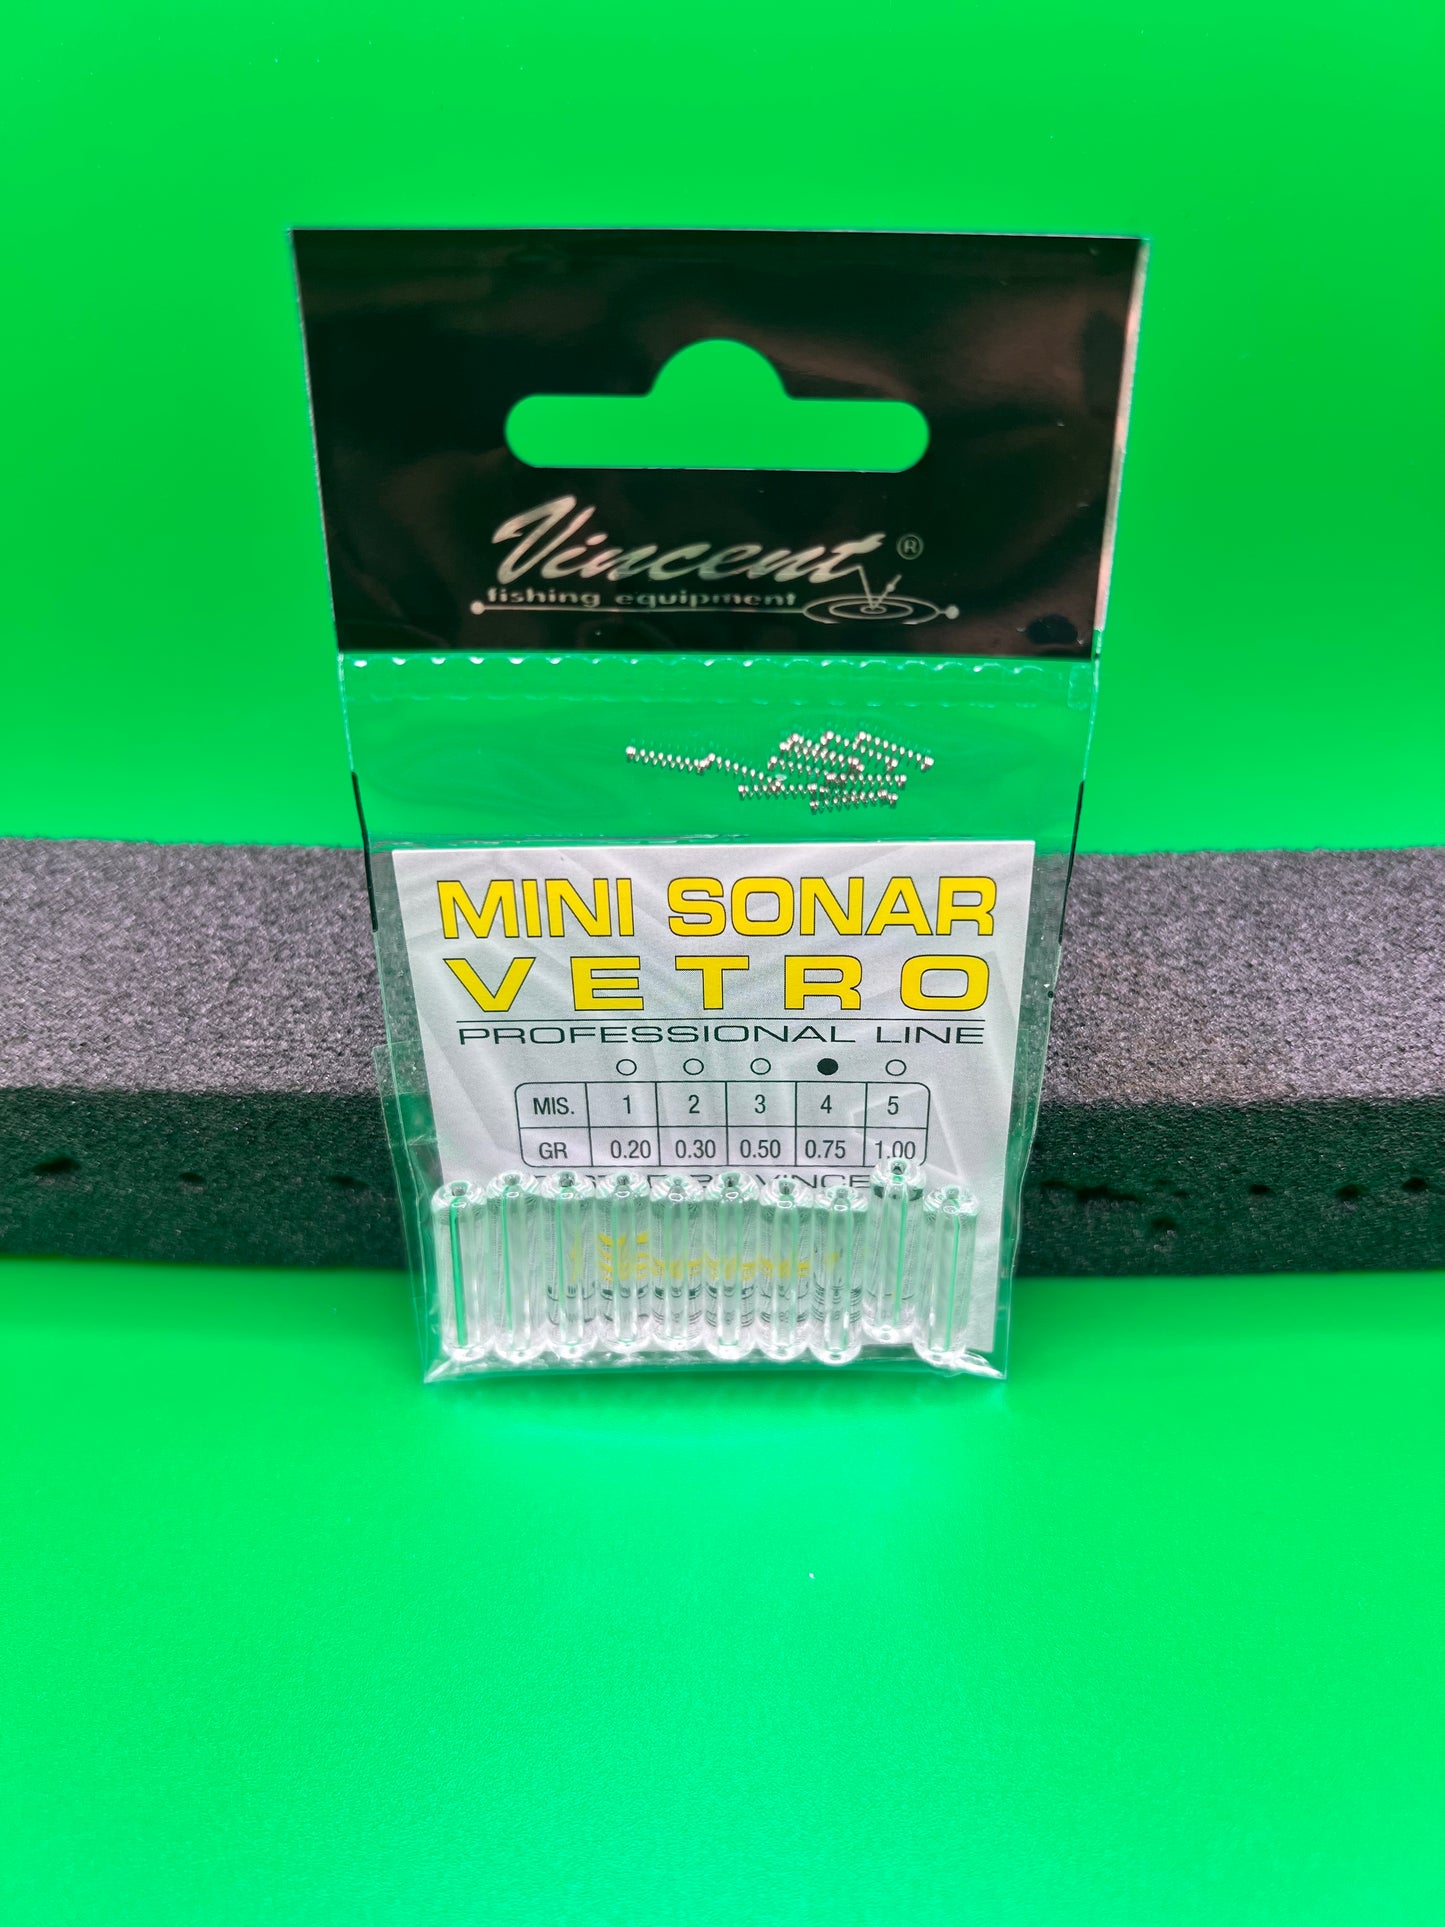 Vincent ®
fishing equipment
MINI SONAR
VETRO
PROFESSIONAL LINE
MIS. 1 2 3 4 5
GR 0.20 0.30 0.50 0.75 1.00